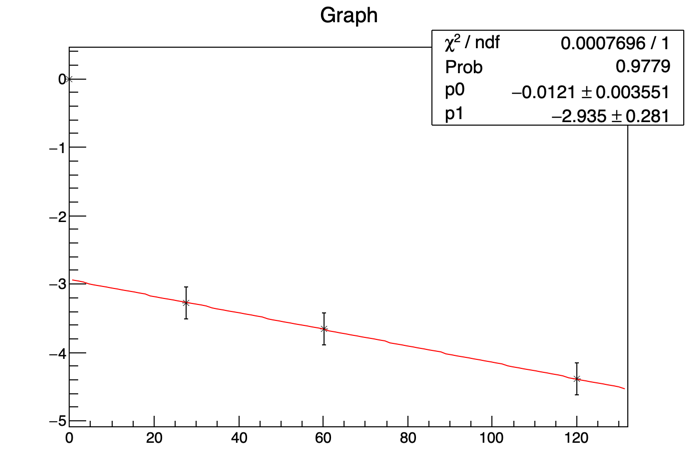 Graph
χ² / ndf 0.0007696 / 1
Prob 0.9779
p0 −0.0121 ± 0.003551
p1 −2.935 ± 0.281
0
−1
−2
−3
−4
−5
0 20 40 60 80 100 120